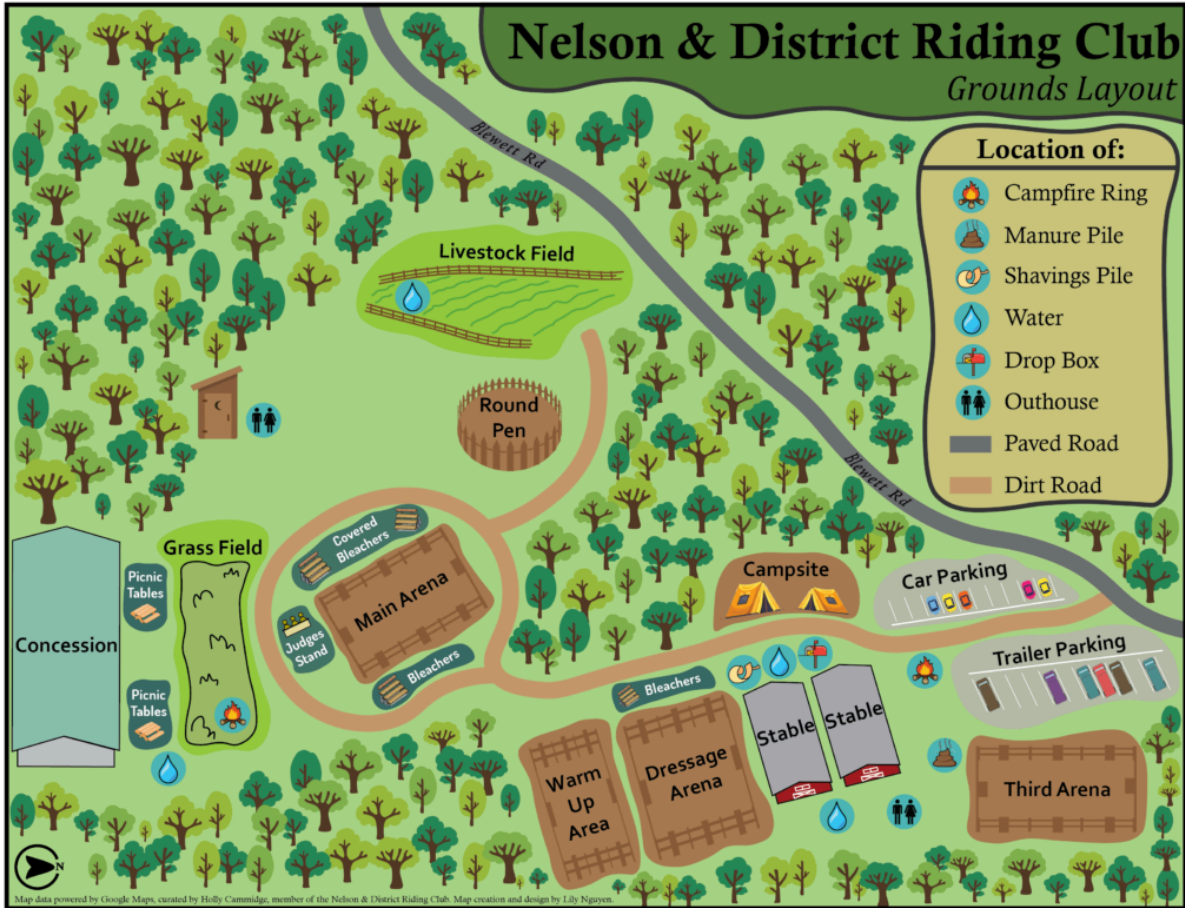 Nelson & District Riding Club
Grounds Layout
Blewett Rd
Location of:
Campfire Ring
Manure Pile
Shavings Pile
Water
Drop Box
Outhouse
Paved Road
Dirt Road
Livestock Field
Round
Pen
Blewett Rd
Covered
Bleachers
Grass Field
Main Arena
Picnic
Tables
Concession
Judges
Stand
Bleachers
Picnic
Tables
Campsite
Car Parking
Trailer Parking
Bleachers
Stable
Stable
Warm
Up
Area
Dressage
Arena
Third Arena
N
Map data powered by Google Maps, curated by Holly Cammidge, member of the Nelson & District Riding Club. Map creation and design by Lily Nguyen.